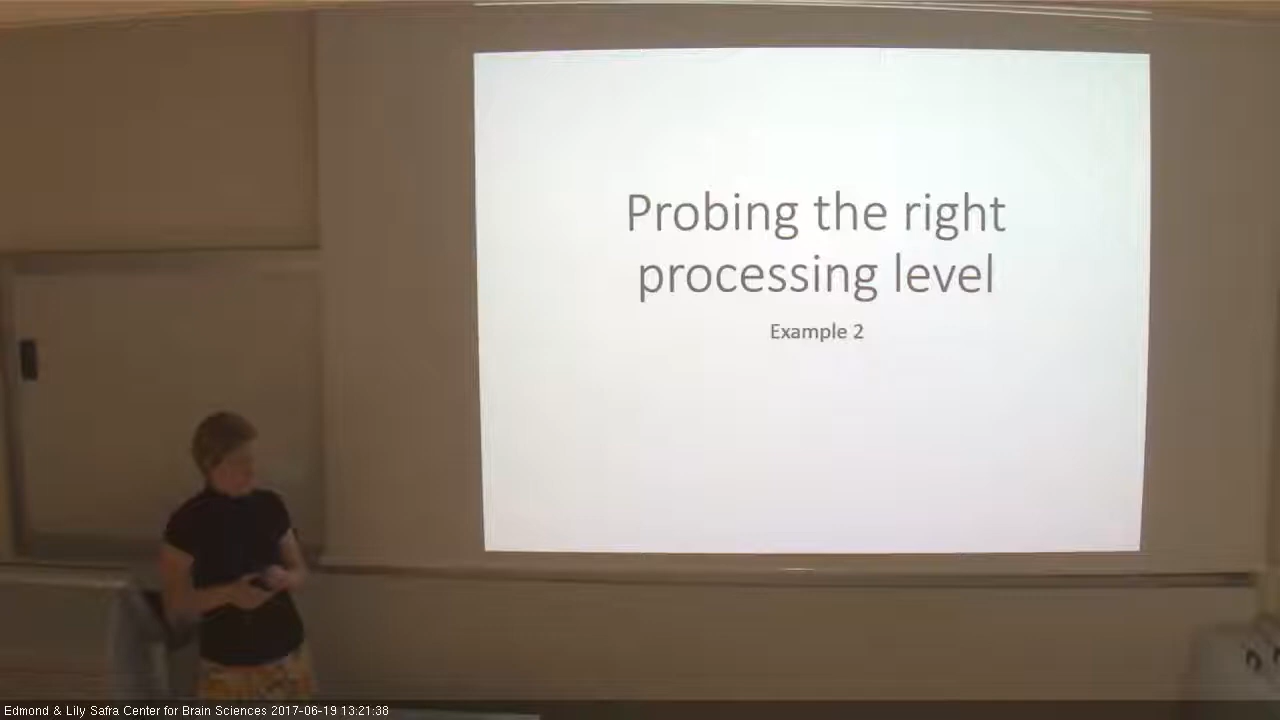 Probing the right
processing level
Example 2
Edmond & Lily Safra Center for Brain Sciences 2017-06-19 13:21:38